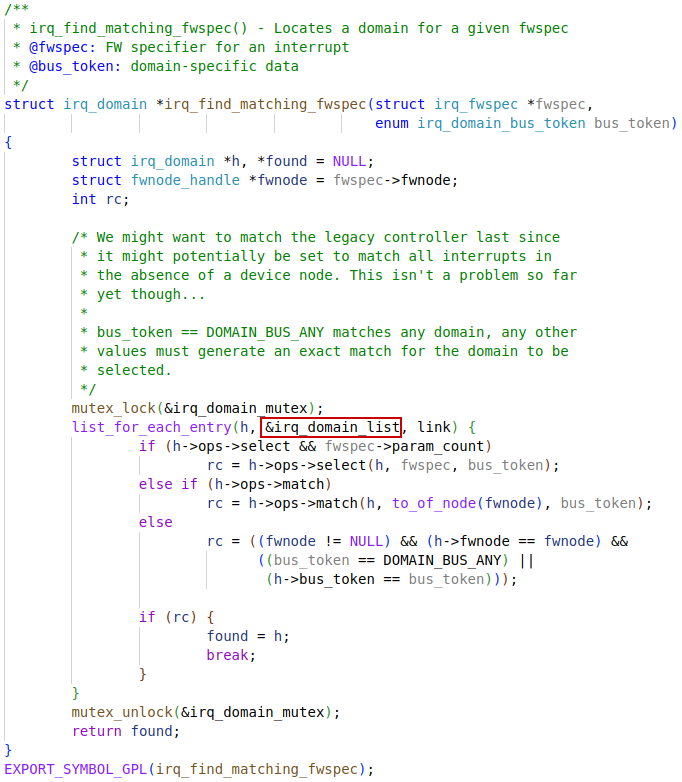 /**
 * irq_find_matching_fwspec() - Locates a domain for a given fwspec
 * @fwspec: FW specifier for an interrupt
 * @bus_token: domain-specific data
 */
struct irq_domain *irq_find_matching_fwspec(struct irq_fwspec *fwspec,
                                            enum irq_domain_bus_token bus_token)
{
        struct irq_domain *h, *found = NULL;
        struct fwnode_handle *fwnode = fwspec->fwnode;
        int rc;

        /* We might want to match the legacy controller last since
         * it might potentially be set to match all interrupts in
         * the absence of a device node. This isn't a problem so far
         * yet though...
         *
         * bus_token == DOMAIN_BUS_ANY matches any domain, any other
         * values must generate an exact match for the domain to be
         * selected.
         */
        mutex_lock(&irq_domain_mutex);
        list_for_each_entry(h, &irq_domain_list, link) {
                if (h->ops->select && fwspec->param_count)
                        rc = h->ops->select(h, fwspec, bus_token);
                else if (h->ops->match)
                        rc = h->ops->match(h, to_of_node(fwnode), bus_token);
                else
                        rc = ((fwnode != NULL) && (h->fwnode == fwnode) &&
                              ((bus_token == DOMAIN_BUS_ANY) ||
                               (h->bus_token == bus_token)));

                if (rc) {
                        found = h;
                        break;
                }
        }
        mutex_unlock(&irq_domain_mutex);
        return found;
}
EXPORT_SYMBOL_GPL(irq_find_matching_fwspec);